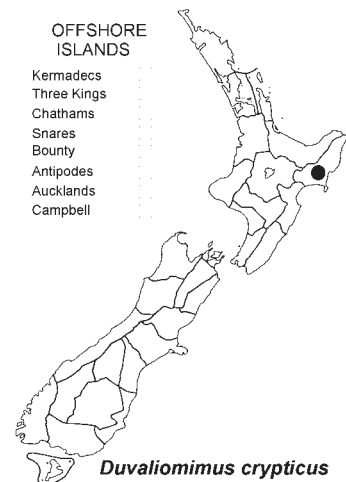 OFFSHORE
ISLANDS
Kermadecs
Three Kings
Chathams
Snares
Bounty
Antipodes
Aucklands
Campbell
Duvaliomimus crypticus